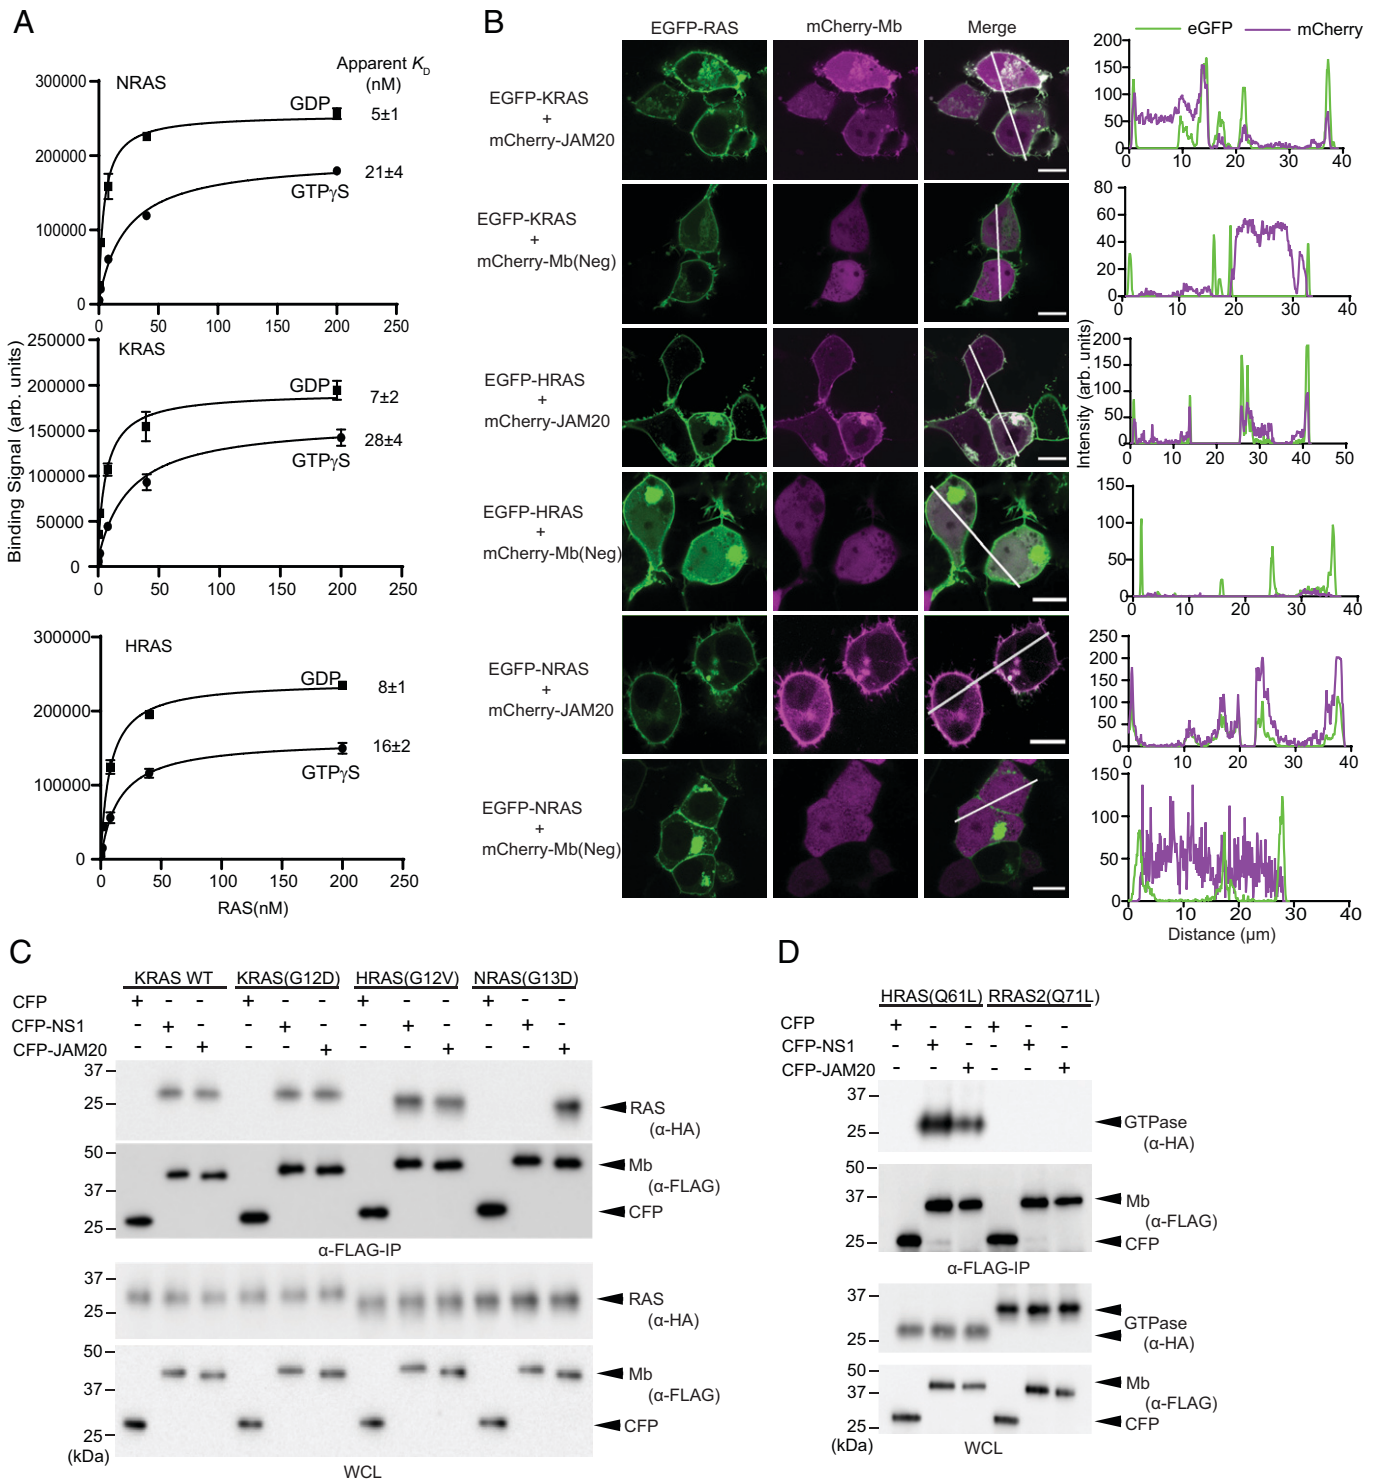 A
Apparent K_D
(nM)
NRAS
300000
200000
100000
0
GDP
5±1
GTPγS
21±4
0 50 100 150 200 250
KRAS
250000
200000
150000
100000
50000
0
GDP
7±2
GTPγS
28±4
0 50 100 150 200 250
HRAS
300000
200000
100000
0
GDP
8±1
GTPγS
16±2
0 50 100 150 200 250
Binding Signal (arb. units)
RAS(nM)
B
EGFP-RAS mCherry-Mb Merge
eGFP mCherry
EGFP-KRAS
+
mCherry-JAM20
200
150
100
50
0
0 10 20 30 40
EGFP-KRAS
+
mCherry-Mb(Neg)
80
60
40
20
0
0 10 20 30 40
EGFP-HRAS
+
mCherry-JAM20
200
150
100
50
0
0 10 20 30 40 50
EGFP-HRAS
+
mCherry-Mb(Neg)
150
100
50
0
0 10 20 30 40
EGFP-NRAS
+
mCherry-JAM20
250
200
150
100
50
0
0 10 20 30 40
EGFP-NRAS
+
mCherry-Mb(Neg)
150
100
50
0
0 10 20 30 40
Intensity (arb. units)
Distance (μm)
C
KRAS WT KRAS(G12D) HRAS(G12V) NRAS(G13D)
CFP + - - + - - + - - + - -
CFP-NS1 - + - - + - - + - - + -
CFP-JAM20 - - + - - + - - + - - +
37
25
RAS
(α-HA)
50
37
25
Mb
(α-FLAG)
CFP
α-FLAG-IP
37
25
RAS
(α-HA)
50
37
25
(kDa)
Mb
(α-FLAG)
CFP
WCL
D
HRAS(Q61L) RRAS2(Q71L)
CFP + - - + - -
CFP-NS1 - + - - + -
CFP-JAM20 - - + - - +
37
25
GTPase
(α-HA)
50
37
25
Mb
(α-FLAG)
CFP
α-FLAG-IP
37
25
GTPase
(α-HA)
50
37
25
(kDa)
Mb
(α-FLAG)
CFP
WCL